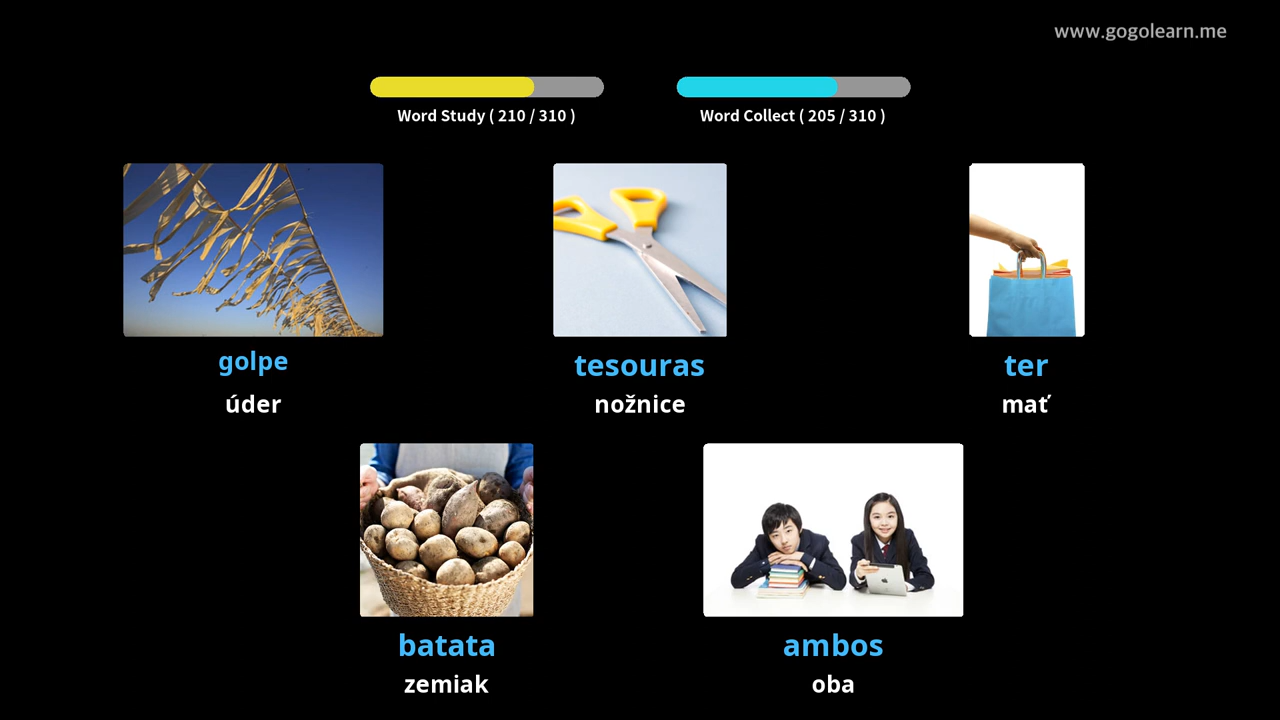 www.gogolearn.me
Word Study ( 210 / 310 )
Word Collect ( 205 / 310 )
golpe
úder
tesouras
nožnice
ter
mať
batata
zemiak
ambos
oba